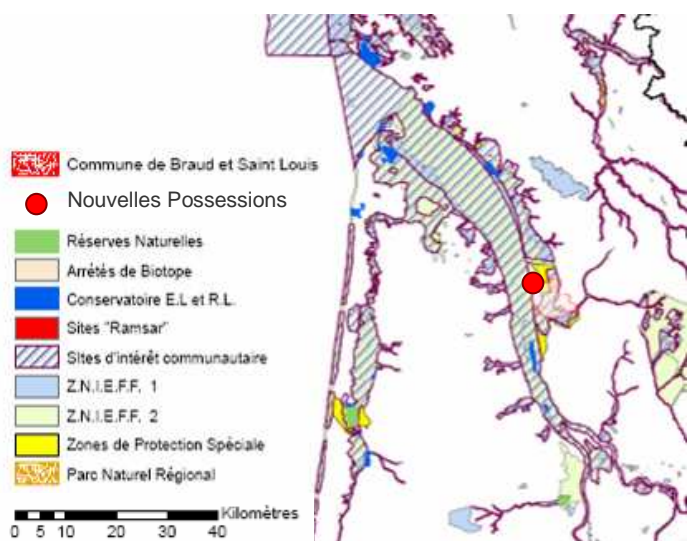 Commune de Braud et Saint Louis
Nouvelles Possessions
Réserves Naturelles
Arrétés de Biotope
Conservatoire E.L et R.L.
Sites "Ramsar"
Sites d'intérêt communautaire
Z.N.I.E.F.F. 1
Z.N.I.E.F.F. 2
Zones de Protection Spéciale
Parc Naturel Régional
Kilomètres
0 5 10 20 30 40